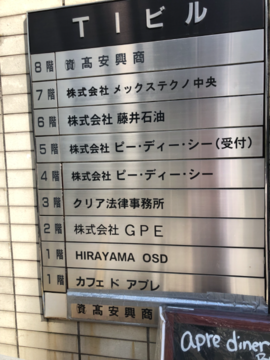 TIビル
8階 資髙安興商
7階 株式会社 メックステクノ中央
6階 株式会社 藤井石油
5階 株式会社 ビー・ディー・シー(受付)
4階 株式会社 ビー・ディー・シー
3階 クリア法律事務所
2階 株式会社 GPE
1階 HIRAYAMA OSD
1階 カフェ ド アプレ
資髙安興商
apre diner